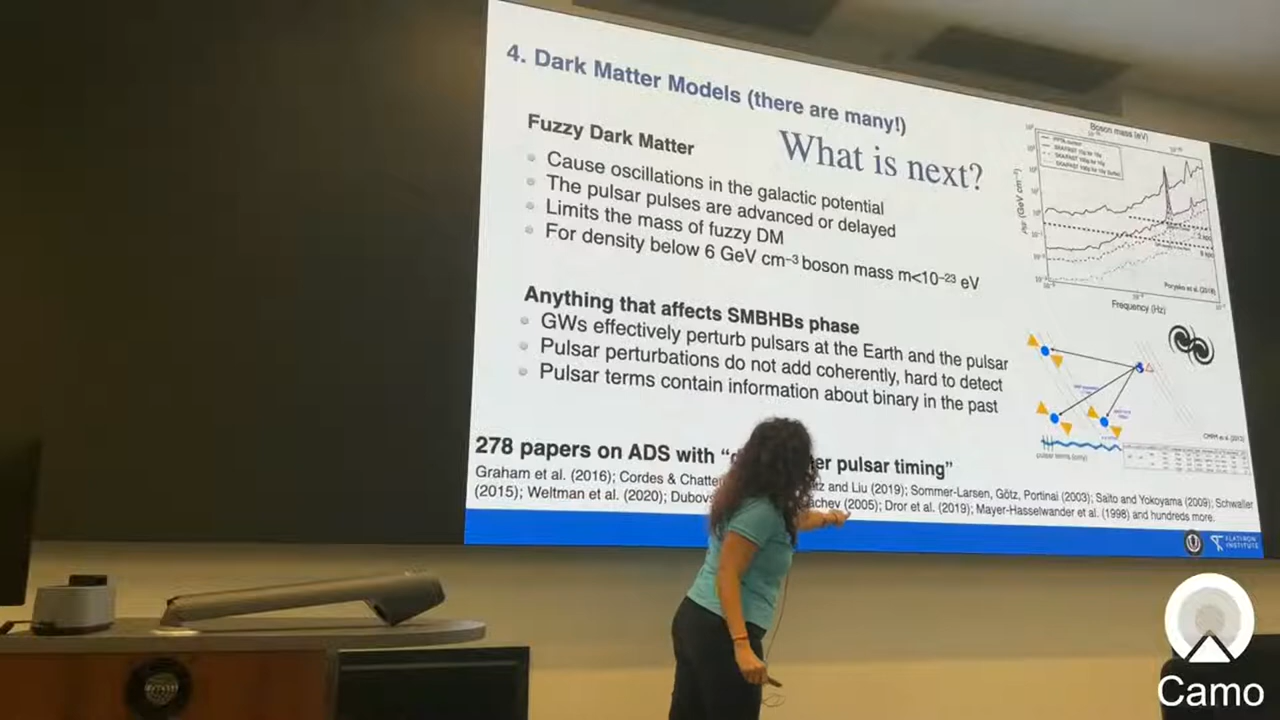 4. Dark Matter Models (there are many!)
What is next?
Fuzzy Dark Matter
Cause oscillations in the galactic potential
The pulsar pulses are advanced or delayed
Limits the mass of fuzzy DM
For density below 6 GeV cm⁻³ boson mass m<10⁻²³ eV
Anything that affects SMBHBs phase
GWs effectively perturb pulsars at the Earth and the pulsar
Pulsar perturbations do not add coherently, hard to detect
Pulsar terms contain information about binary in the past
Boson mass (eV)
(GeV cm⁻³)
Frequency (Hz)
278 papers on ADS with “ er pulsar timing”
Graham et al. (2016); Cordes & Chatter and Liu (2019); Sommer-Larsen, Götz, Portinai (2003); Saito and Yokoyama (2009); Schwaller
(2015); Weltman et al. (2020); Dubovs (2005); Dror et al. (2019); Mayer-Hasselwander et al. (1998) and hundreds more.
FLATIRON
INSTITUTE
Camo